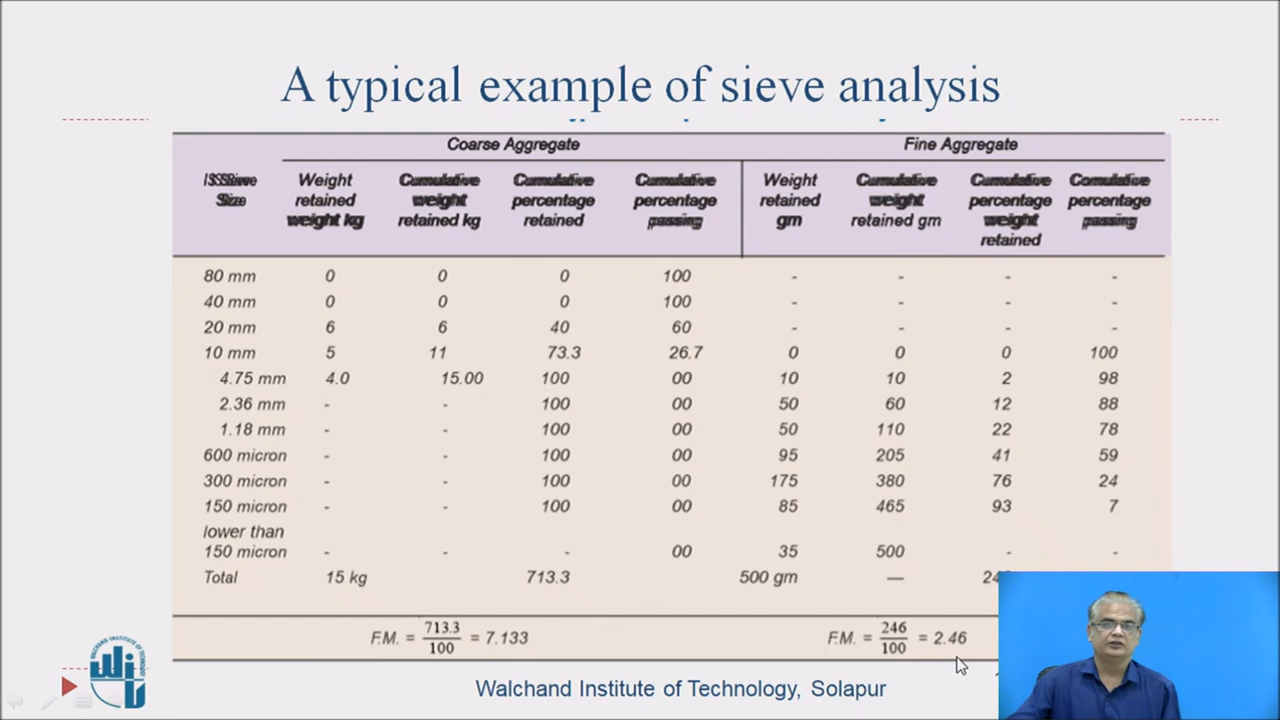 A typical example of sieve analysis
Coarse Aggregate Fine Aggregate
IS Sieve Size Weight retained weight kg Cumulative weight retained kg Cumulative percentage retained Cumulative percentage passing Weight retained gm Cumulative weight retained gm Cumulative percentage weight retained Cumulative percentage passing
80 mm 0 0 0 100 - - - -
40 mm 0 0 0 100 - - - -
20 mm 6 6 40 60 - - - -
10 mm 5 11 73.3 26.7 0 0 0 100
4.75 mm 4.0 15.00 100 00 10 10 2 98
2.36 mm - - 100 00 50 60 12 88
1.18 mm - - 100 00 50 110 22 78
600 micron - - 100 00 95 205 41 59
300 micron - - 100 00 175 380 76 24
150 micron - - 100 00 85 465 93 7
lower than
150 micron - - - 00 35 500 - -
Total 15 kg 713.3 500 gm —
F.M. = 713.3/100 = 7.133 F.M. = 246/100 = 2.46
Walchand Institute of Technology, Solapur